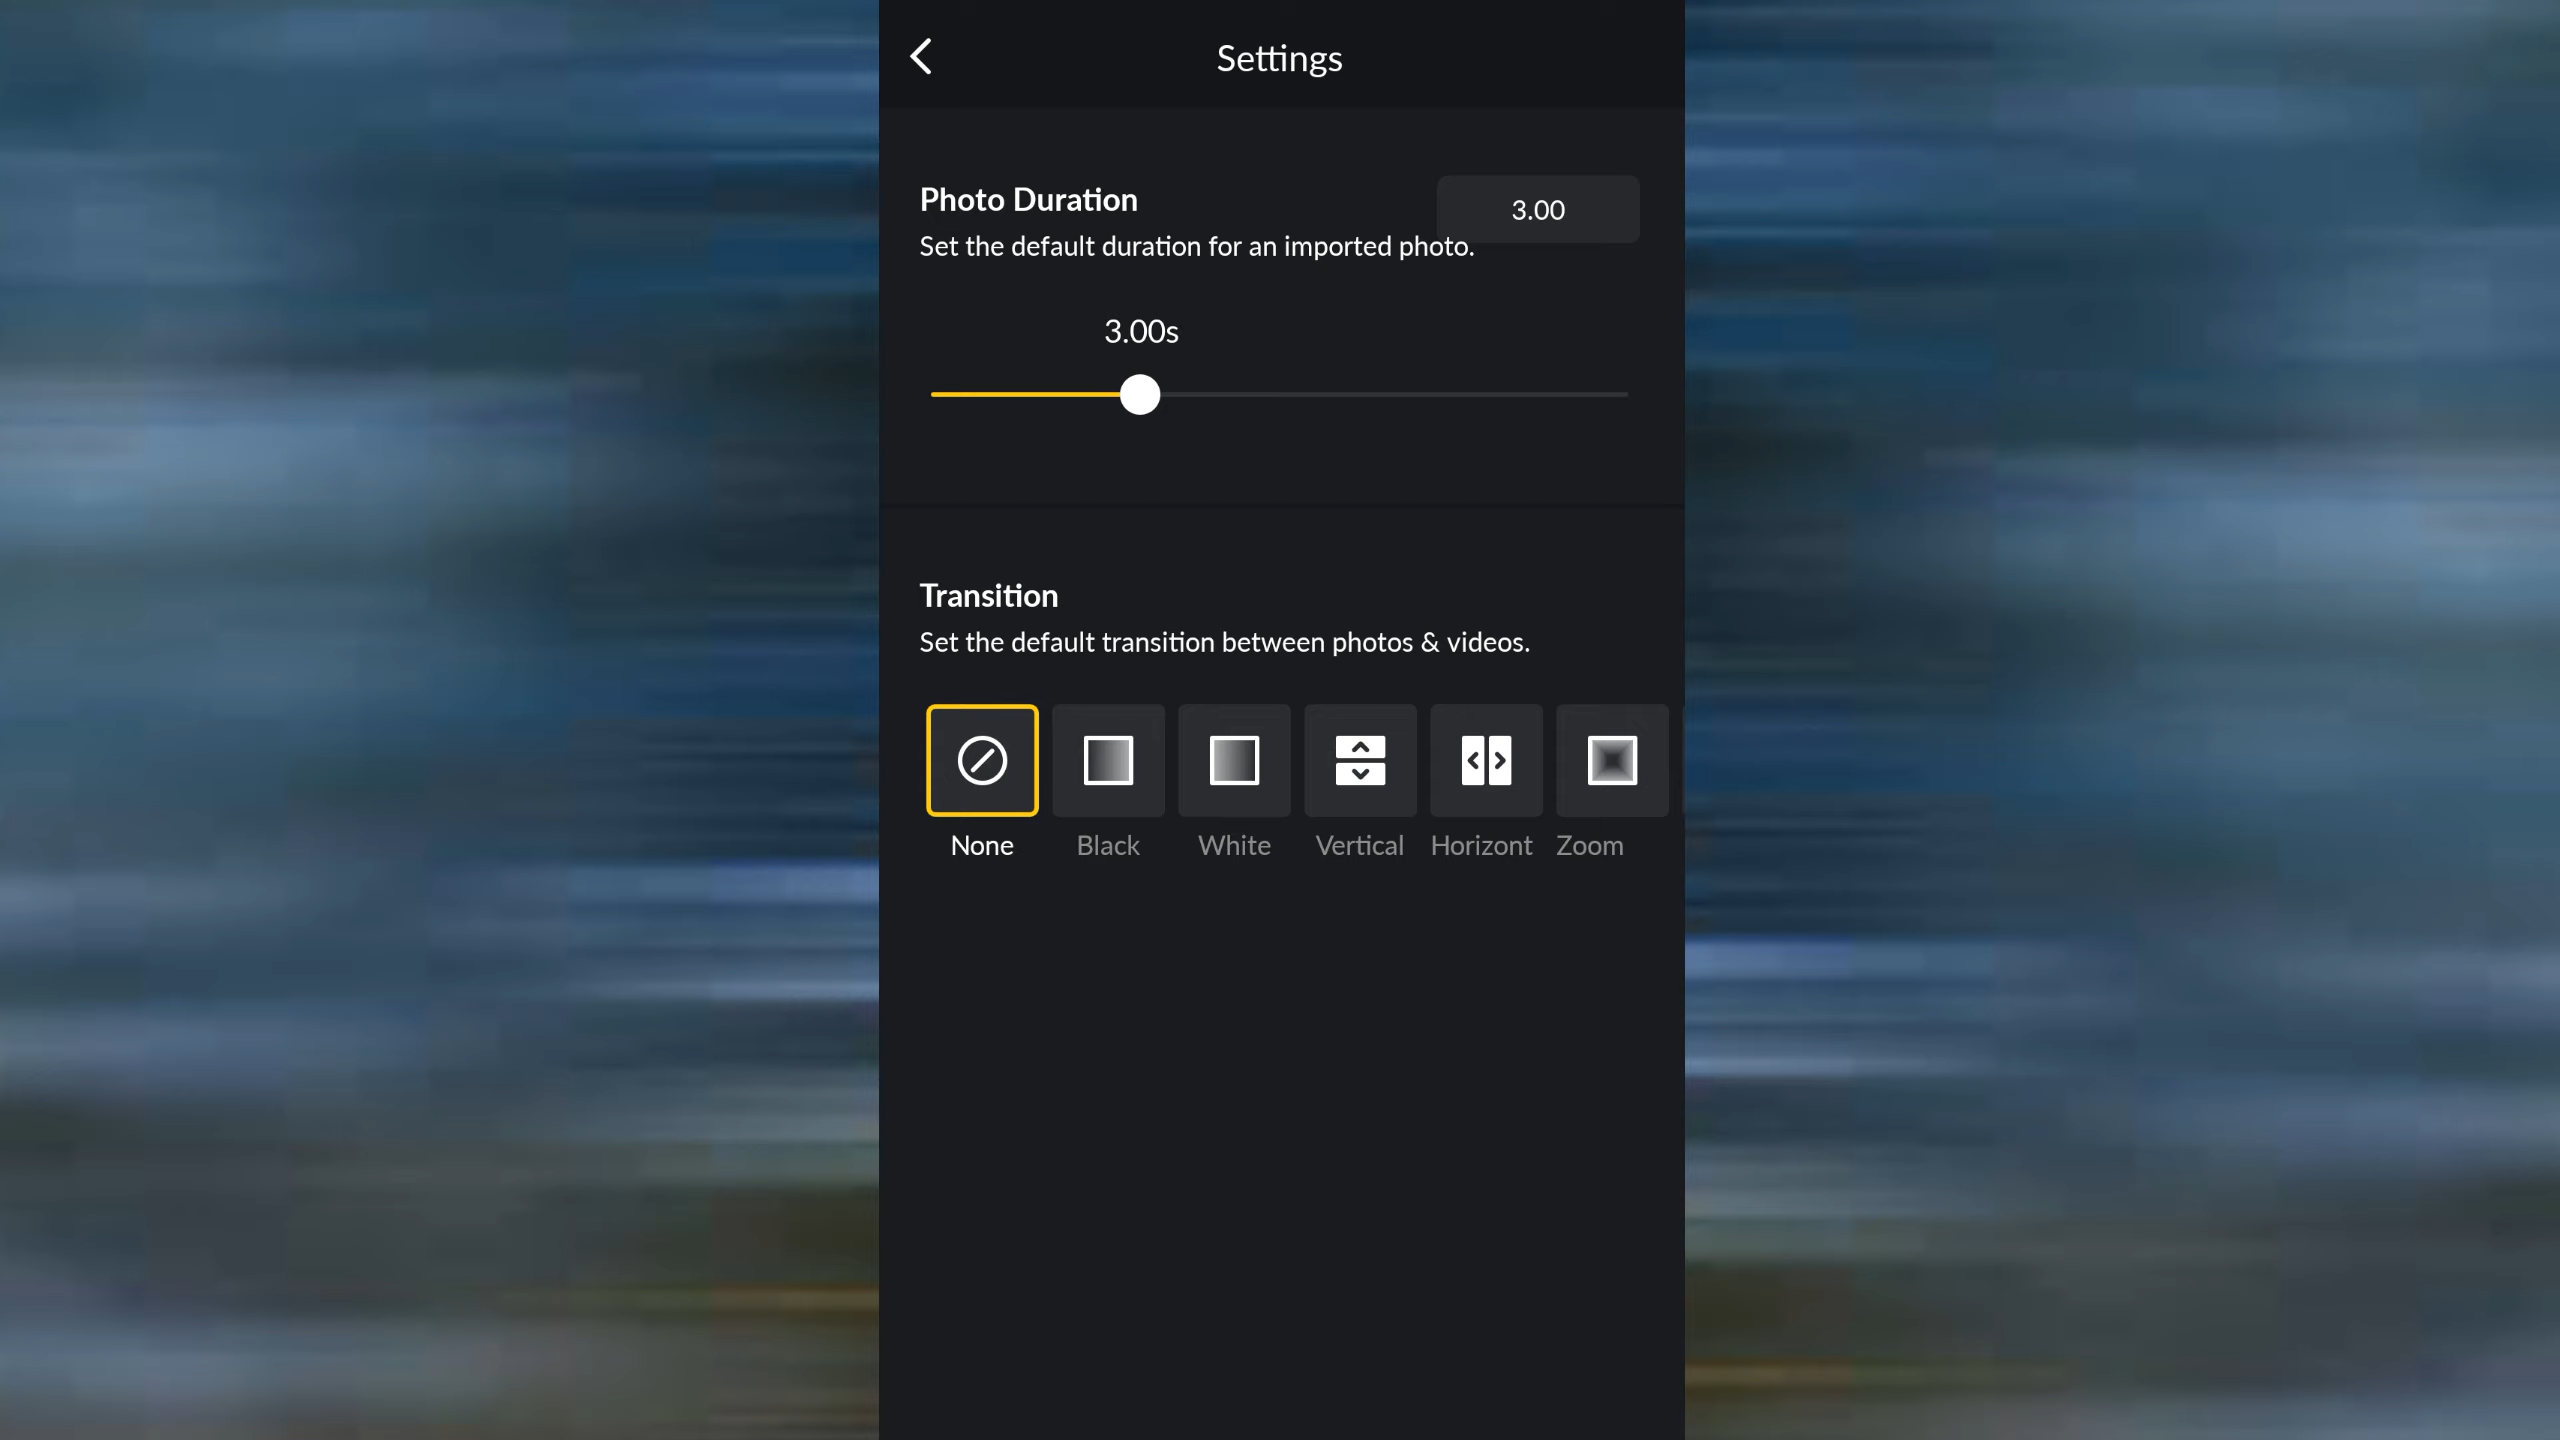 Settings
Photo Duration
3.00
Set the default duration for an imported photo.
3.00s
Transition
Set the default transition between photos & videos.
None
Black
White
Vertical
Horizont
Zoom